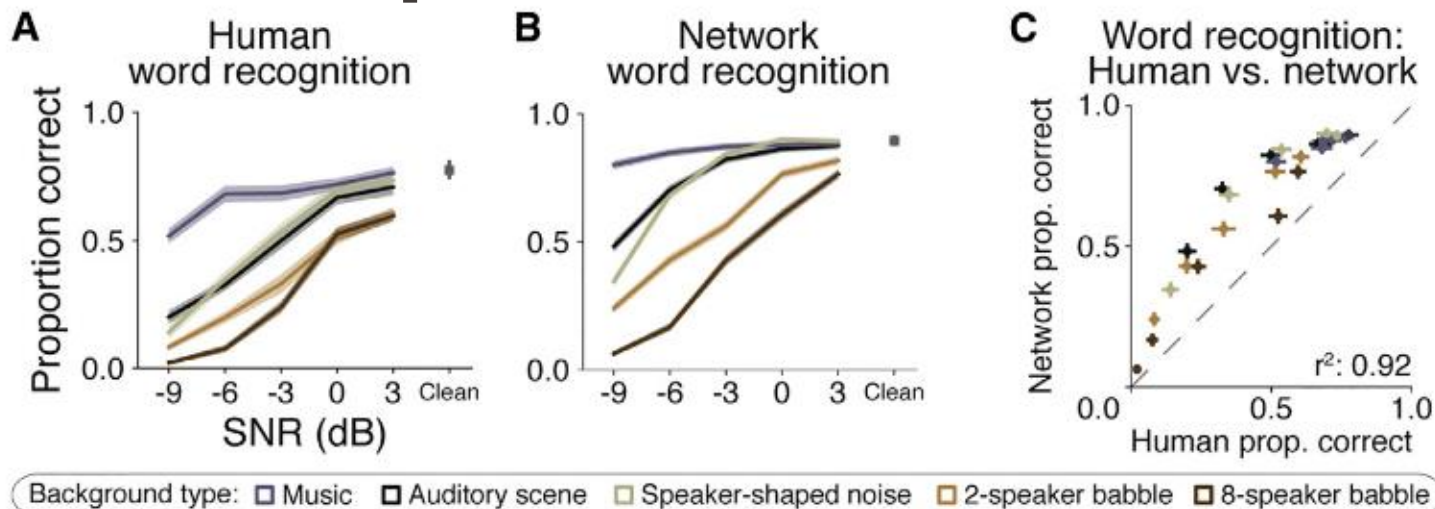 A
Human
word recognition
Proportion correct
1.0
0.5
0.0
-9 -6 -3 0 3 Clean
SNR (dB)
B
Network
word recognition
1.0
0.5
0.0
-9 -6 -3 0 3 Clean
C
Word recognition:
Human vs. network
Network prop. correct
1.0
0.5
r²: 0.92
0.0 0.5 1.0
Human prop. correct
Background type: Music Auditory scene Speaker-shaped noise 2-speaker babble 8-speaker babble